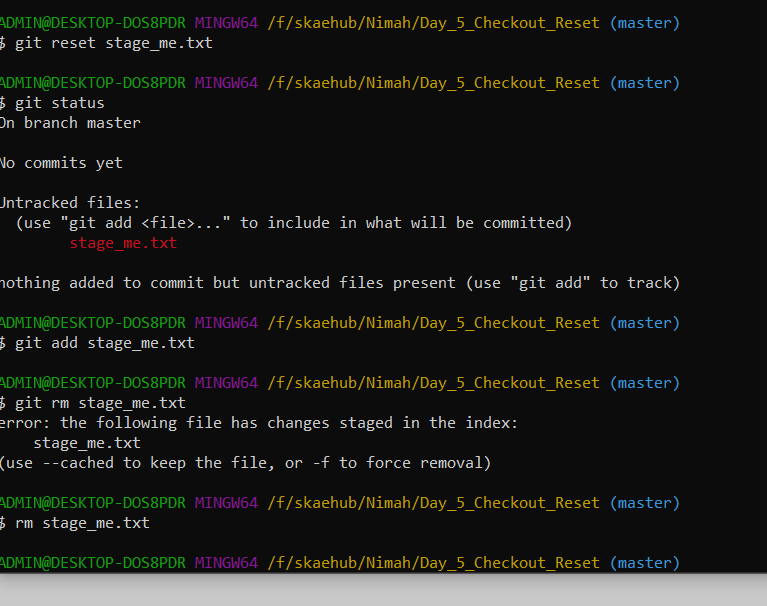 ADMIN@DESKTOP-DOS8PDR MINGW64 /f/skaehub/Nimah/Day_5_Checkout_Reset (master)
$ git reset stage_me.txt
ADMIN@DESKTOP-DOS8PDR MINGW64 /f/skaehub/Nimah/Day_5_Checkout_Reset (master)
$ git status
On branch master
No commits yet
Untracked files:
(use "git add <file>..." to include in what will be committed)
stage_me.txt
nothing added to commit but untracked files present (use "git add" to track)
ADMIN@DESKTOP-DOS8PDR MINGW64 /f/skaehub/Nimah/Day_5_Checkout_Reset (master)
$ git add stage_me.txt
ADMIN@DESKTOP-DOS8PDR MINGW64 /f/skaehub/Nimah/Day_5_Checkout_Reset (master)
$ git rm stage_me.txt
error: the following file has changes staged in the index:
stage_me.txt
(use --cached to keep the file, or -f to force removal)
ADMIN@DESKTOP-DOS8PDR MINGW64 /f/skaehub/Nimah/Day_5_Checkout_Reset (master)
$ rm stage_me.txt
ADMIN@DESKTOP-DOS8PDR MINGW64 /f/skaehub/Nimah/Day_5_Checkout_Reset (master)